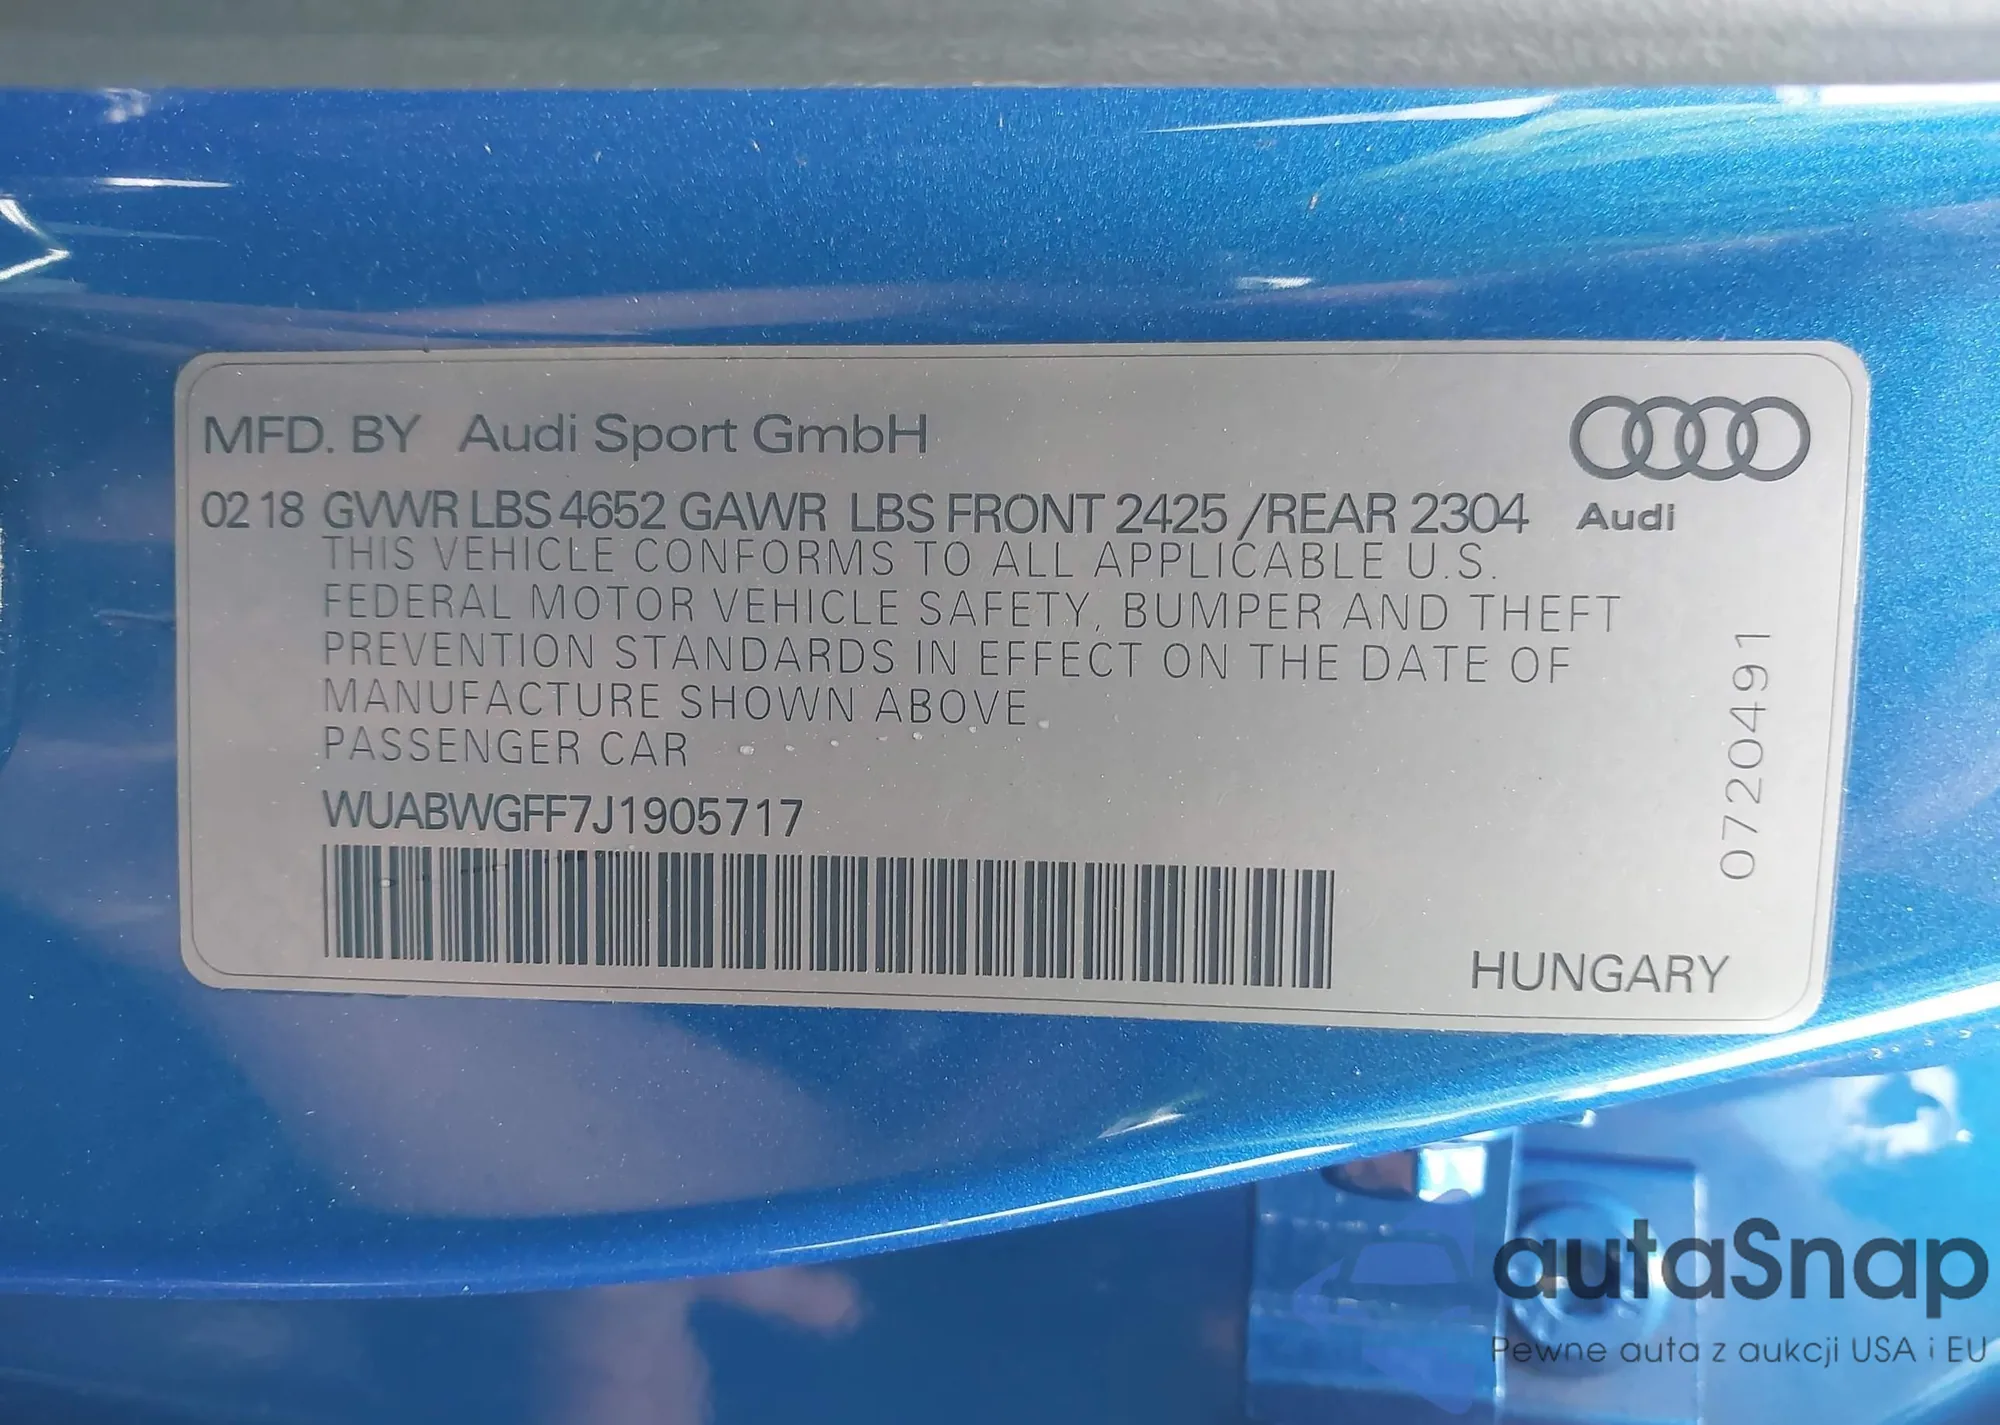 MFD. BY Audi Sport GmbH
02 18 GVWR LBS 4652 GAWR LBS FRONT 2425 /REAR 2304
Audi
THIS VEHICLE CONFORMS TO ALL APPLICABLE U.S.
FEDERAL MOTOR VEHICLE SAFETY, BUMPER AND THEFT
PREVENTION STANDARDS IN EFFECT ON THE DATE OF
MANUFACTURE SHOWN ABOVE.
PASSENGER CAR
WUABWGFF7J1905717
0720491
HUNGARY
autaSnap
Pewne auta z aukcji USA i EU